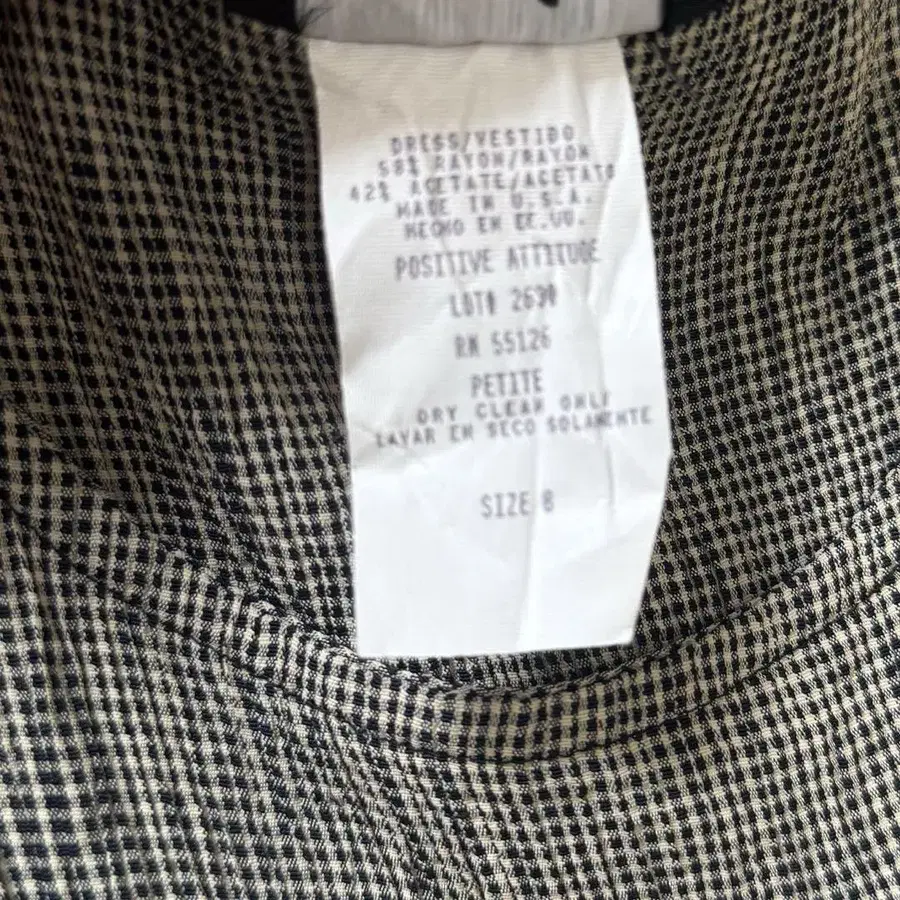 DRESS/VESTIDO
58% RAYON/RAYON
42% ACETATE/ACETATO
MADE IN U.S.A.
HECHO EN EE.UU.
POSITIVE ATTITUDE
LOT#
RN 55126
PETITE
DRY CLEAN ONLY
LAVAR EN SECO SOLAMENTE
SIZE 8